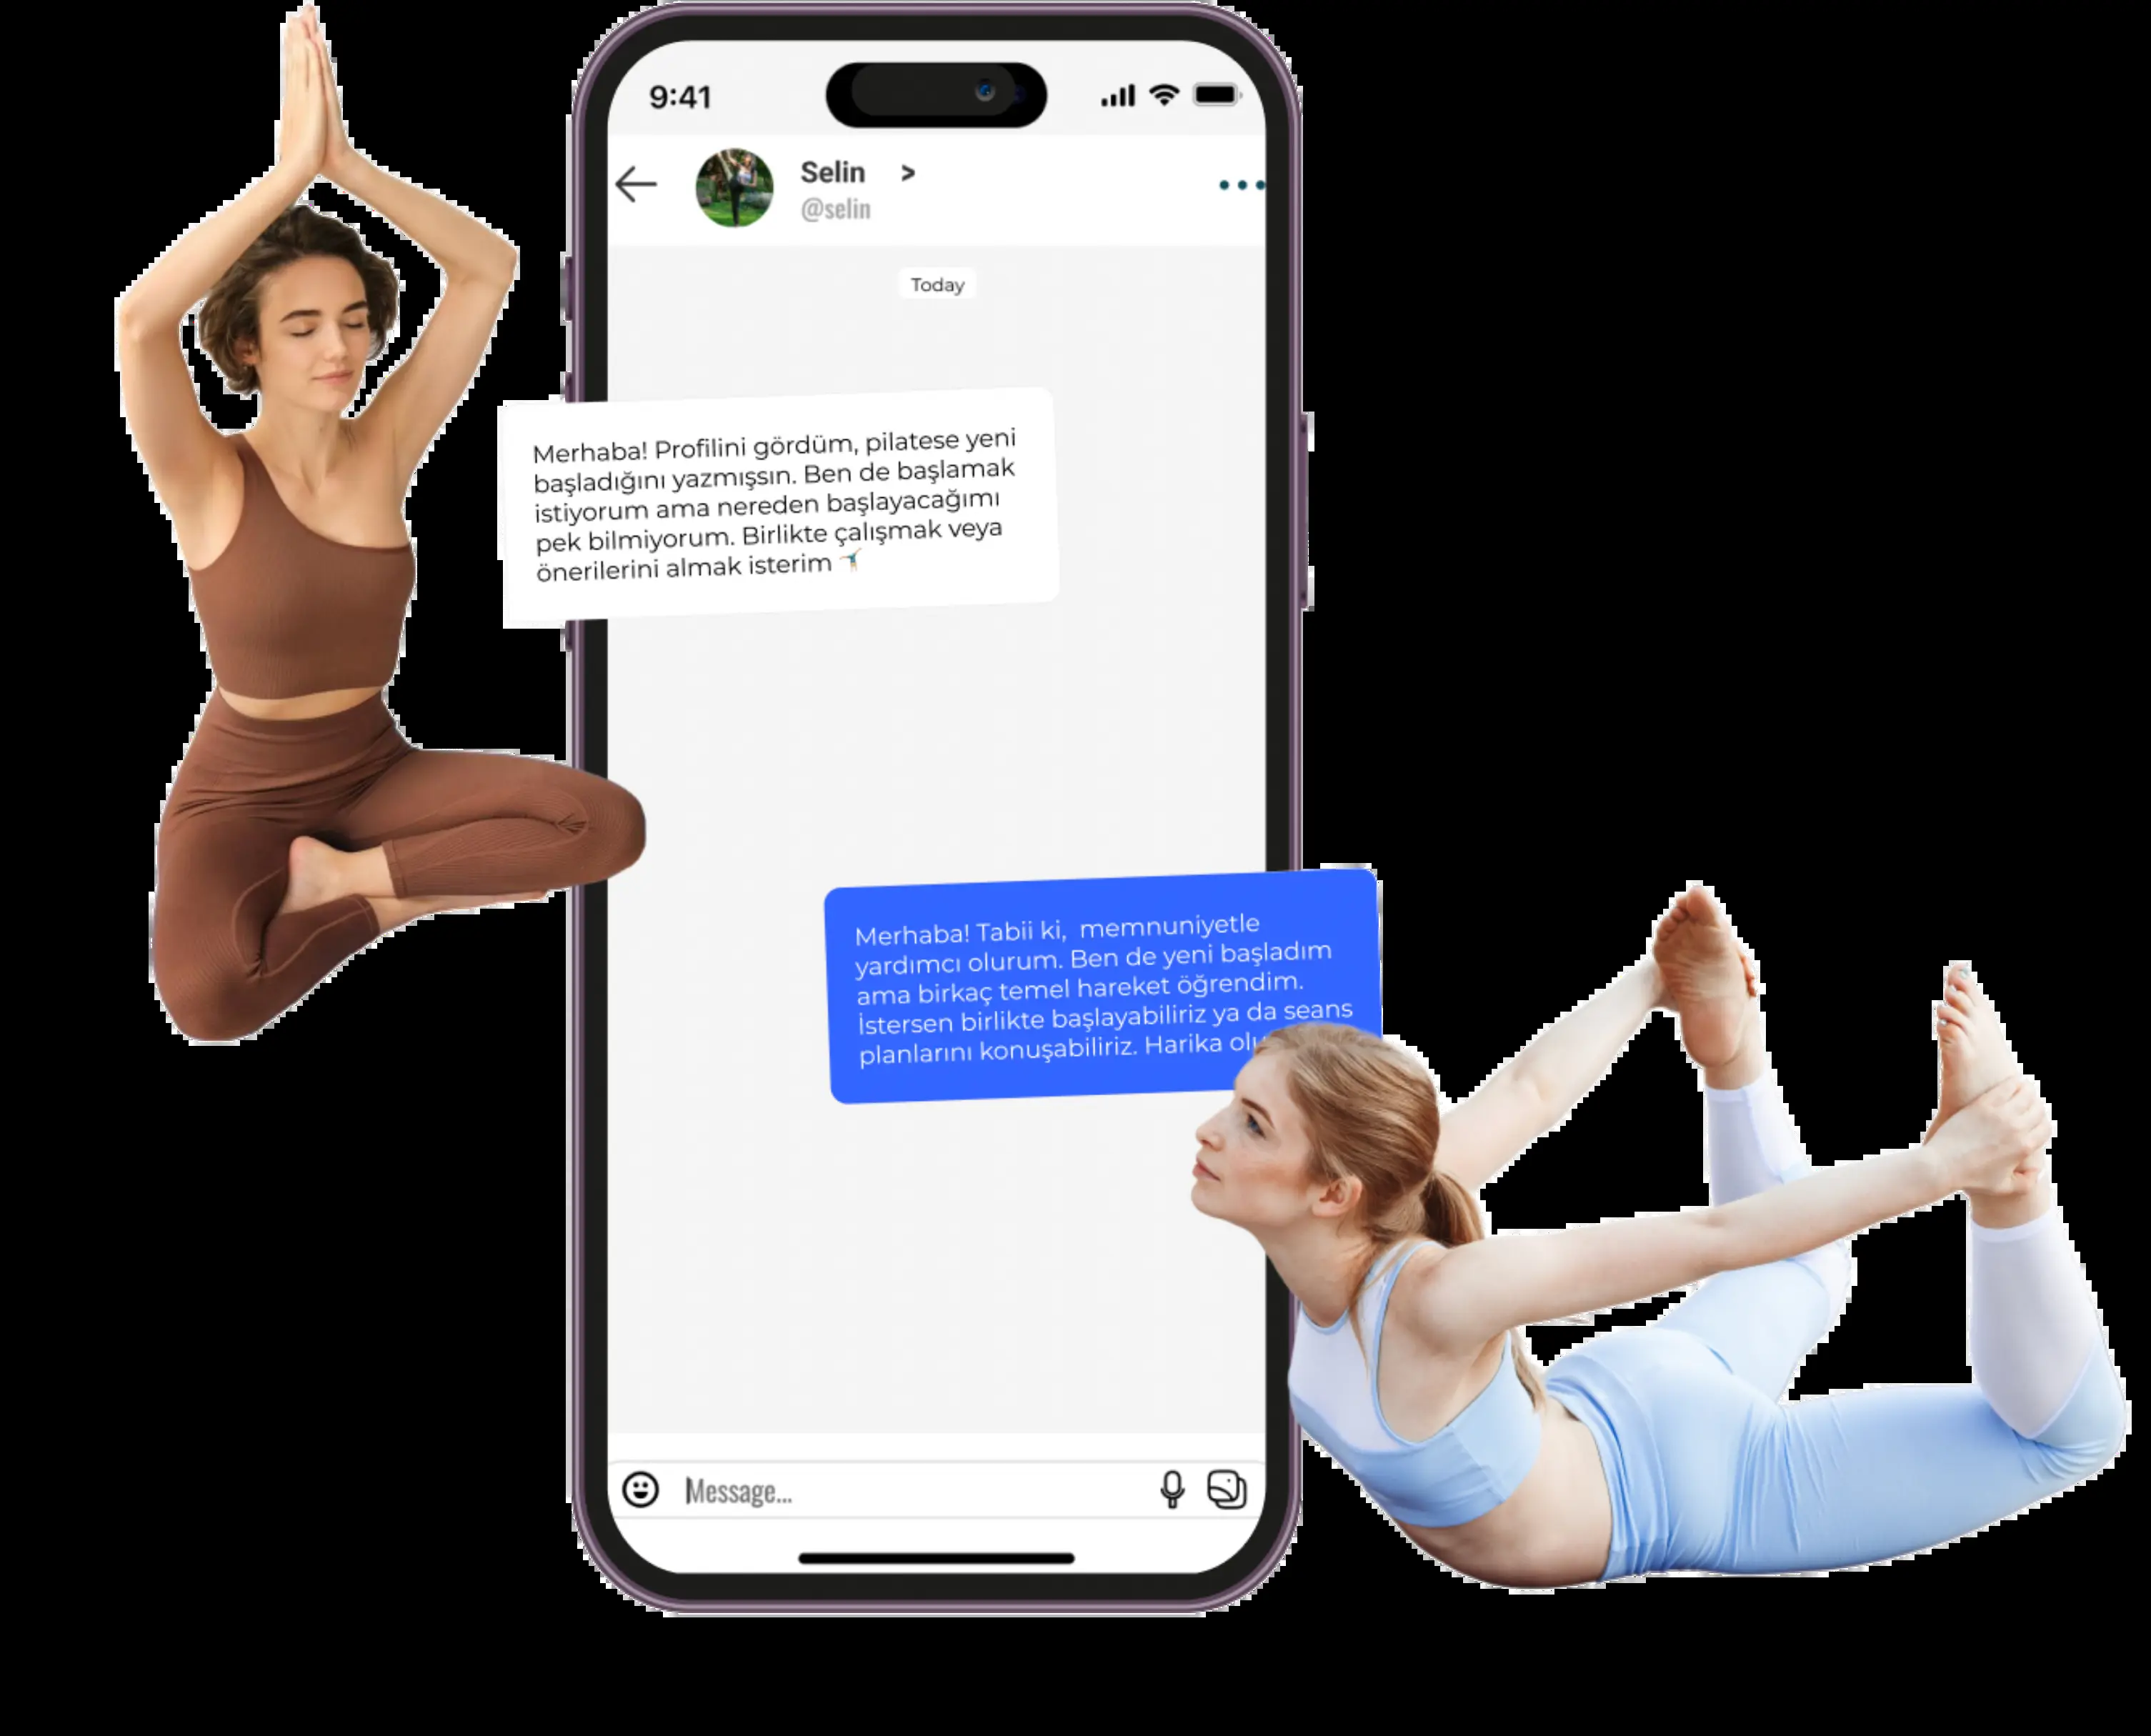 9:41
Selin >
@selin
Today
Merhaba! Profilini gördüm, pilatese yeni
başladığını yazmışsın. Ben de başlamak
istiyorum ama nereden başlayacağımı
pek bilmiyorum. Birlikte çalışmak veya
önerilerini almak isterim 🤸
Merhaba! Tabii ki, memnuniyetle
yardımcı olurum. Ben de yeni başladım
ama birkaç temel hareket öğrendim.
İstersen birlikte başlayabiliriz ya da seans
planlarını konuşabiliriz. Harika
Message...